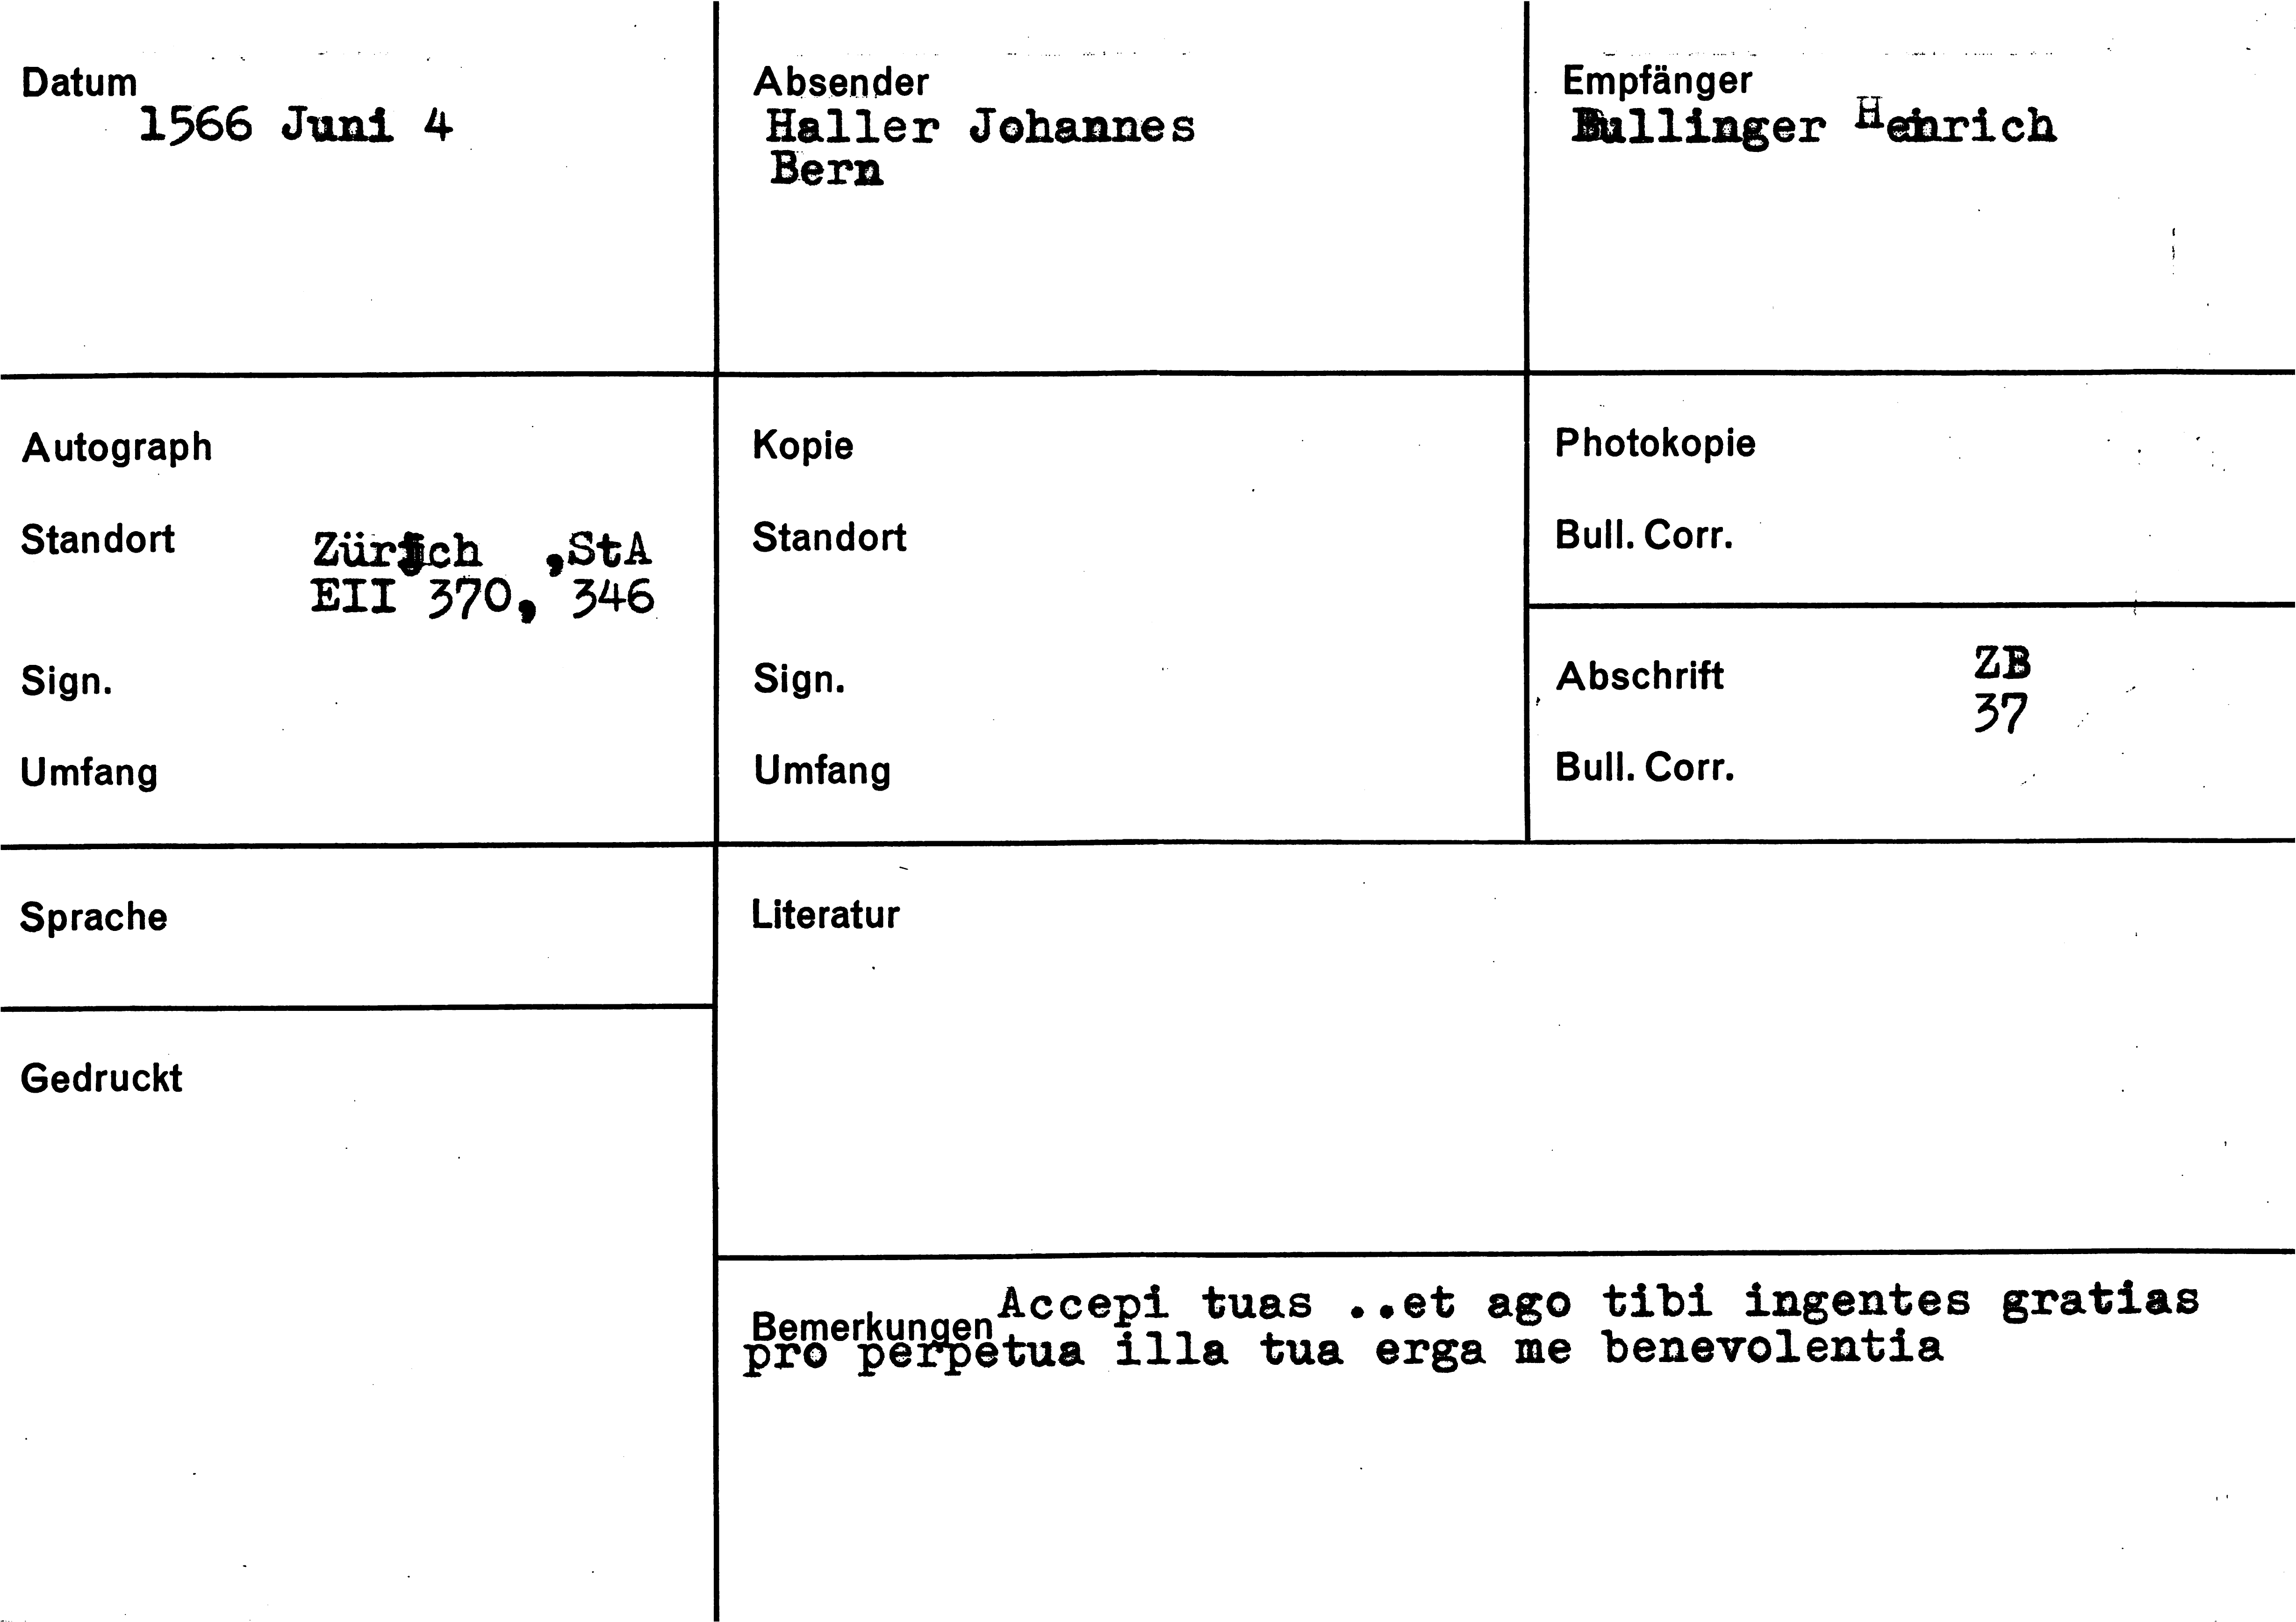 Datum
1566 Juni 4
Absender
Haller Johannes
Bern
Empfänger
Bullinger Heinrich
Autograph
Standort
Zürich ,StA
EII 370, 346
Sign.
Umfang
Kopie
Standort
Sign.
Umfang
Photokopie
Bull. Corr.
Abschrift
ZB
37
Bull. Corr.
Sprache
Gedruckt
Literatur
Bemerkungen
Accepi tuas ..et ago tibi ingentes gratias
pro perpetua illa tua erga me benevolentia